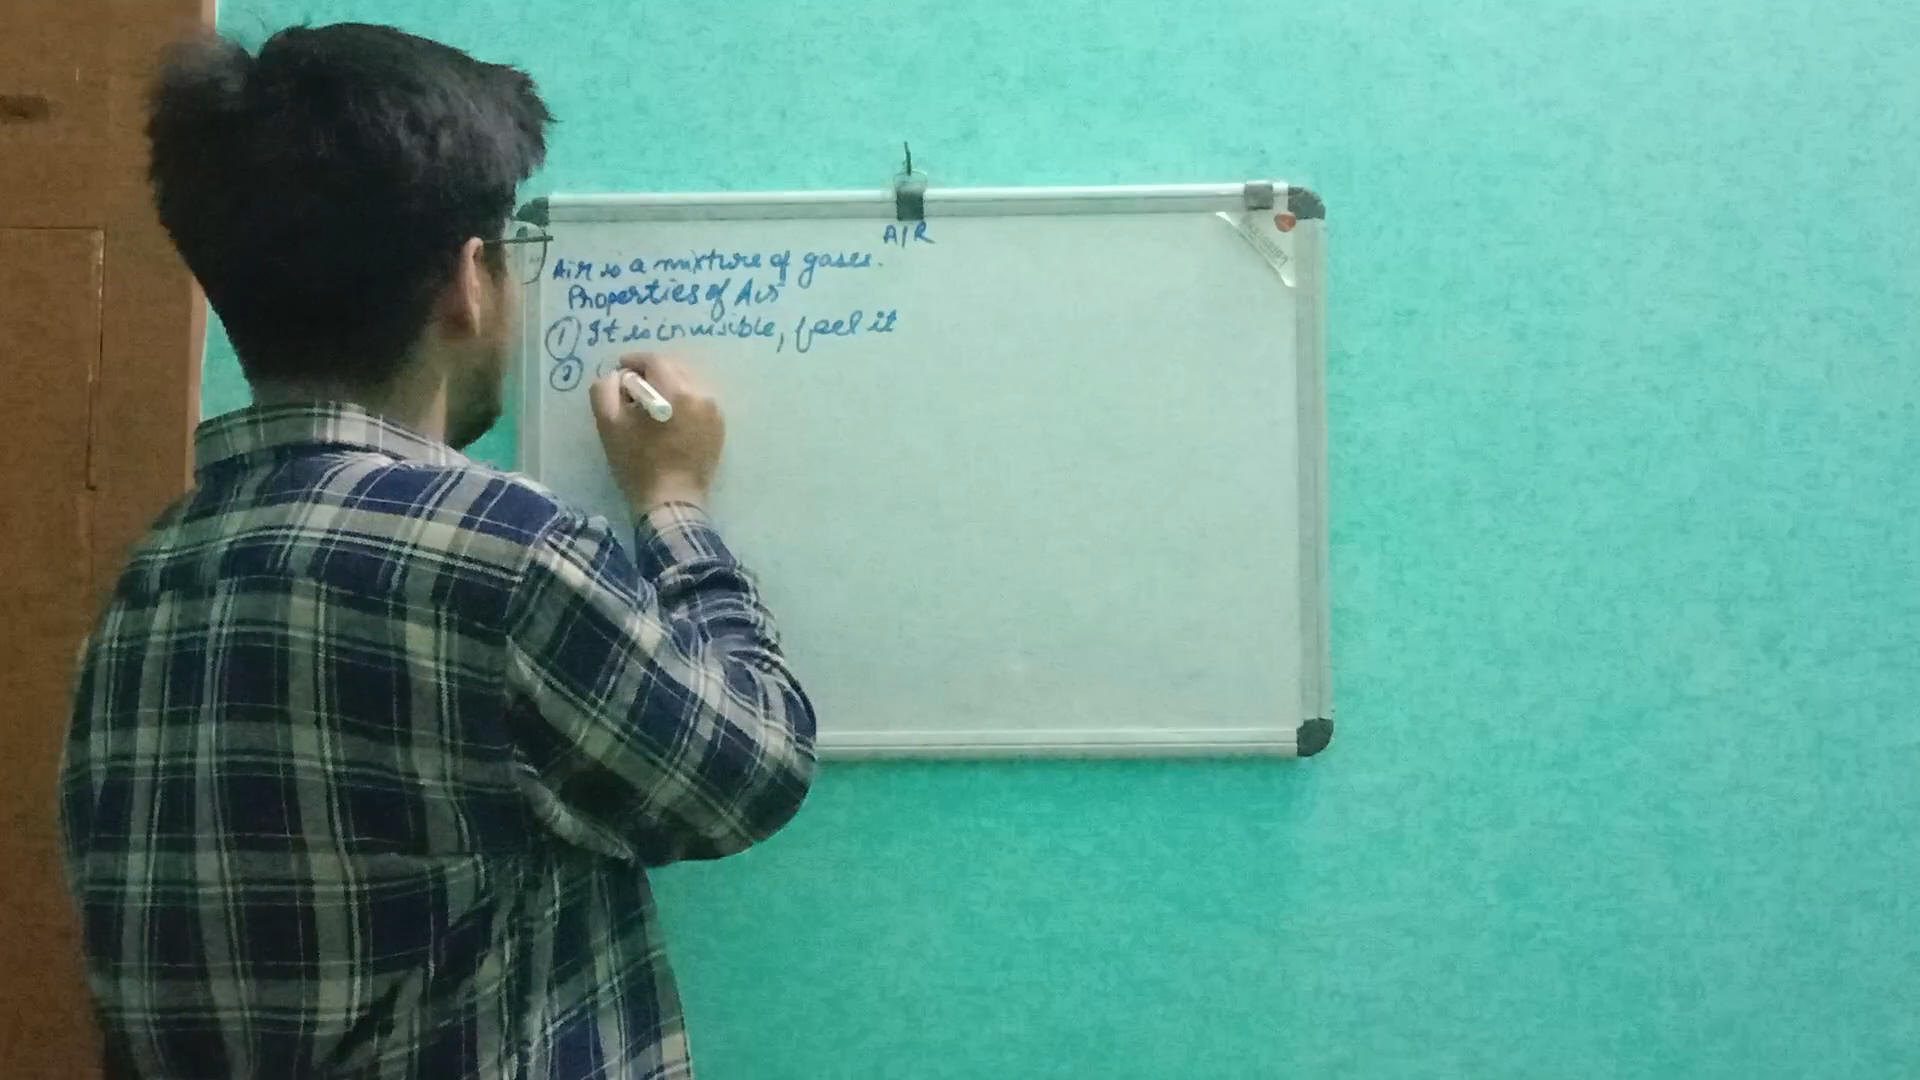 AIR
Air is a mixture of gases.
Properties of Air
① It is invisible, feel it
②